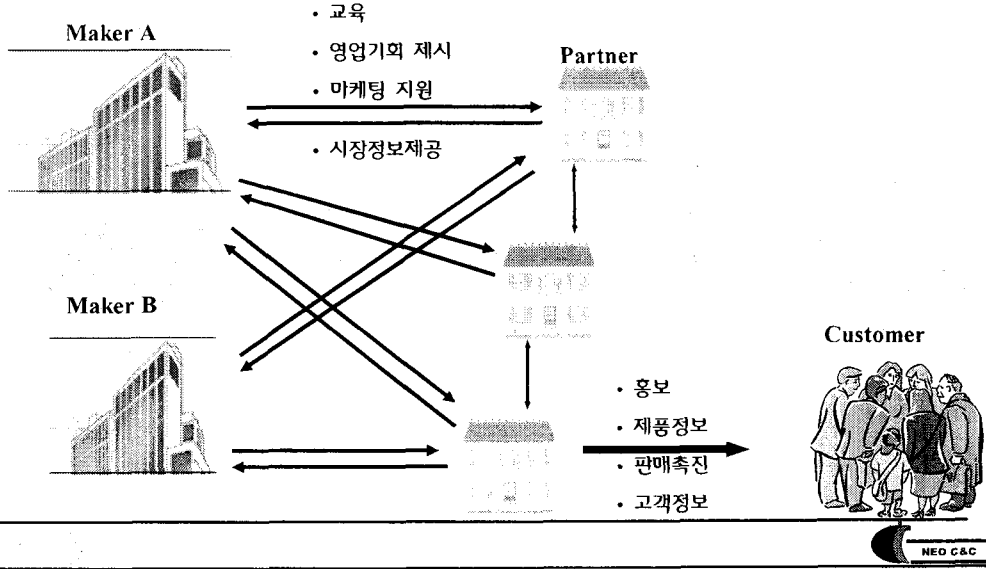 Maker A
• 교육
• 영업기회 제시
• 마케팅 지원
• 시장정보제공
Partner
Maker B
Customer
• 홍보
• 제품정보
• 판매촉진
• 고객정보
NEO C&C